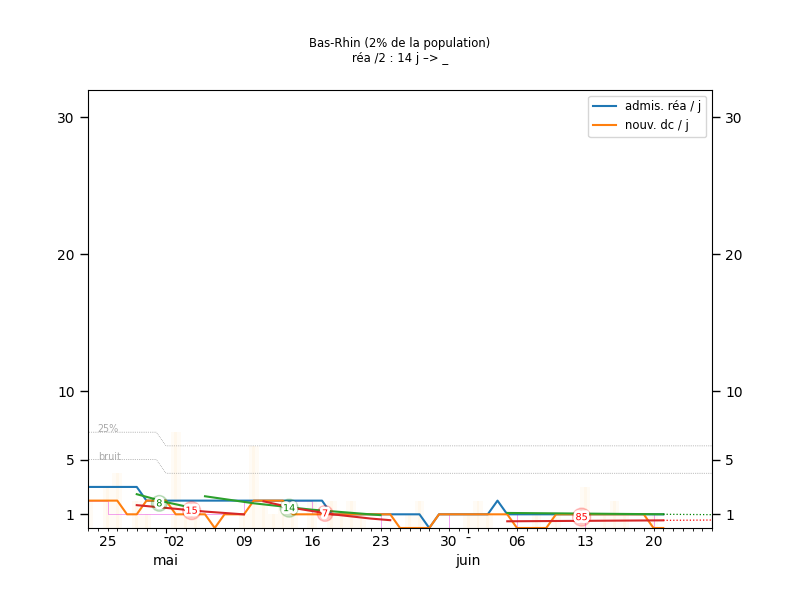 Bas-Rhin (2% de la population)
réa /2 : 14 j –> _
admis. réa / j
nouv. dc / j
30
30
20
20
10
10
25%
bruit
5
5
8
15
14
7
85
1
1
25 - 02 09 16 23 30 - 06 13 20
mai juin